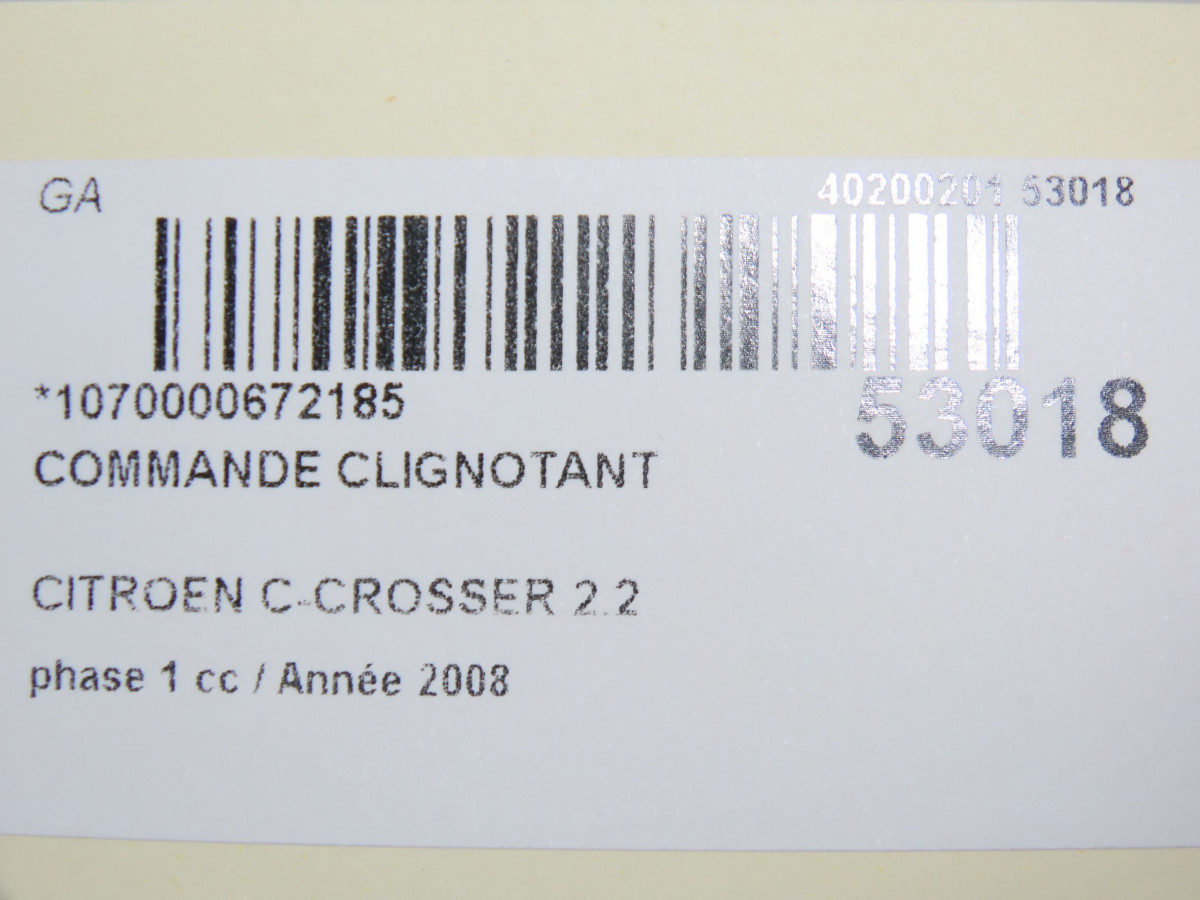 GA 40200201 53018
*1070000672185
53018
COMMANDE CLIGNOTANT
CITROEN C-CROSSER 2.2
phase 1 cc / Année 2008